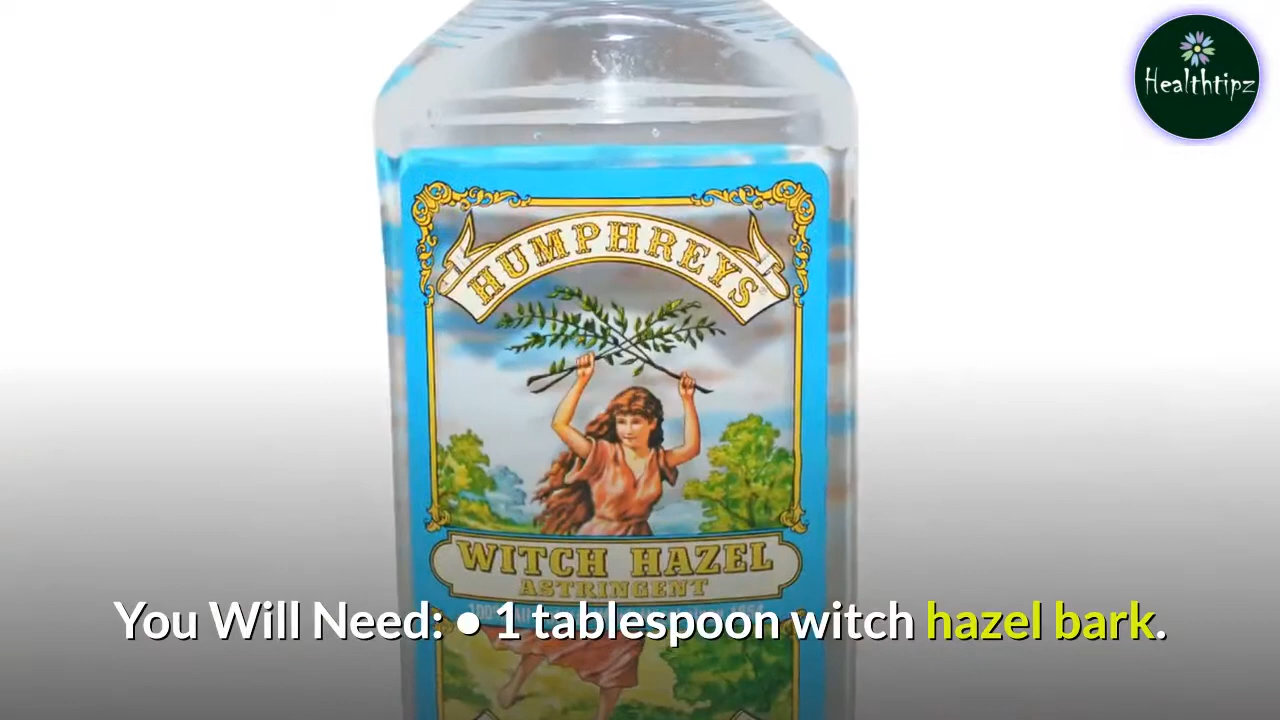 Healthtipz
HUMPHREYS
WITCH HAZEL
ASTRINGENT
You Will Need: ● 1 tablespoon witch hazel bark.